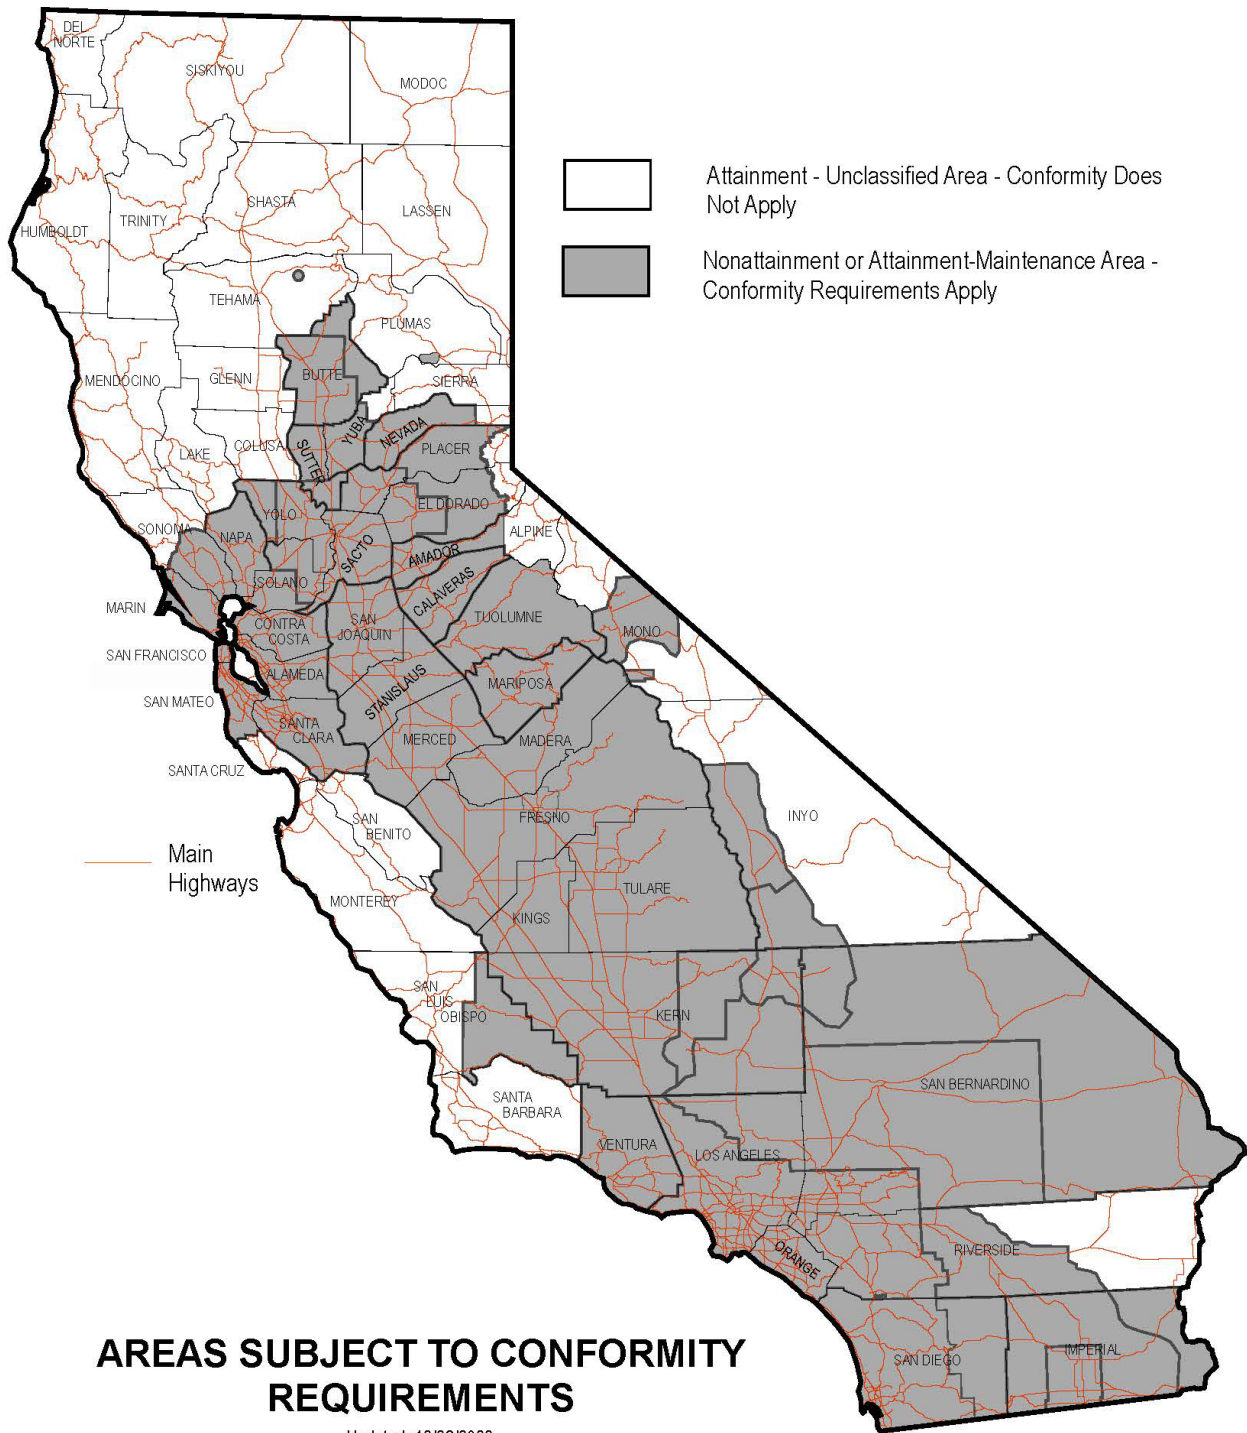 DEL
NORTE
SISKIYOU
MODOC
Attainment - Unclassified Area - Conformity Does
Not Apply
HUMBOLDT
TRINITY
SHASTA
LASSEN
Nonattainment or Attainment-Maintenance Area -
Conformity Requirements Apply
TEHAMA
PLUMAS
MENDOCINO
GLENN
BUTTE
SIERRA
LAKE
COLUSA
SUTTER
YUBA
NEVADA
PLACER
SONOMA
NAPA
YOLO
EL DORADO
SACTO
AMADOR
ALPINE
SOLANO
CALAVERAS
MARIN
CONTRA
COSTA
SAN
JOAQUIN
TUOLUMNE
MONO
SAN FRANCISCO
ALAMEDA
STANISLAUS
MARIPOSA
SAN MATEO
SANTA
CLARA
MERCED
MADERA
SANTA CRUZ
SAN
BENITO
FRESNO
INYO
Main
Highways
MONTEREY
KINGS
TULARE
SAN
LUIS
OBISPO
KERN
SANTA
BARBARA
SAN BERNARDINO
VENTURA
LOS ANGELES
ORANGE
RIVERSIDE
SAN DIEGO
IMPERIAL
AREAS SUBJECT TO CONFORMITY
REQUIREMENTS